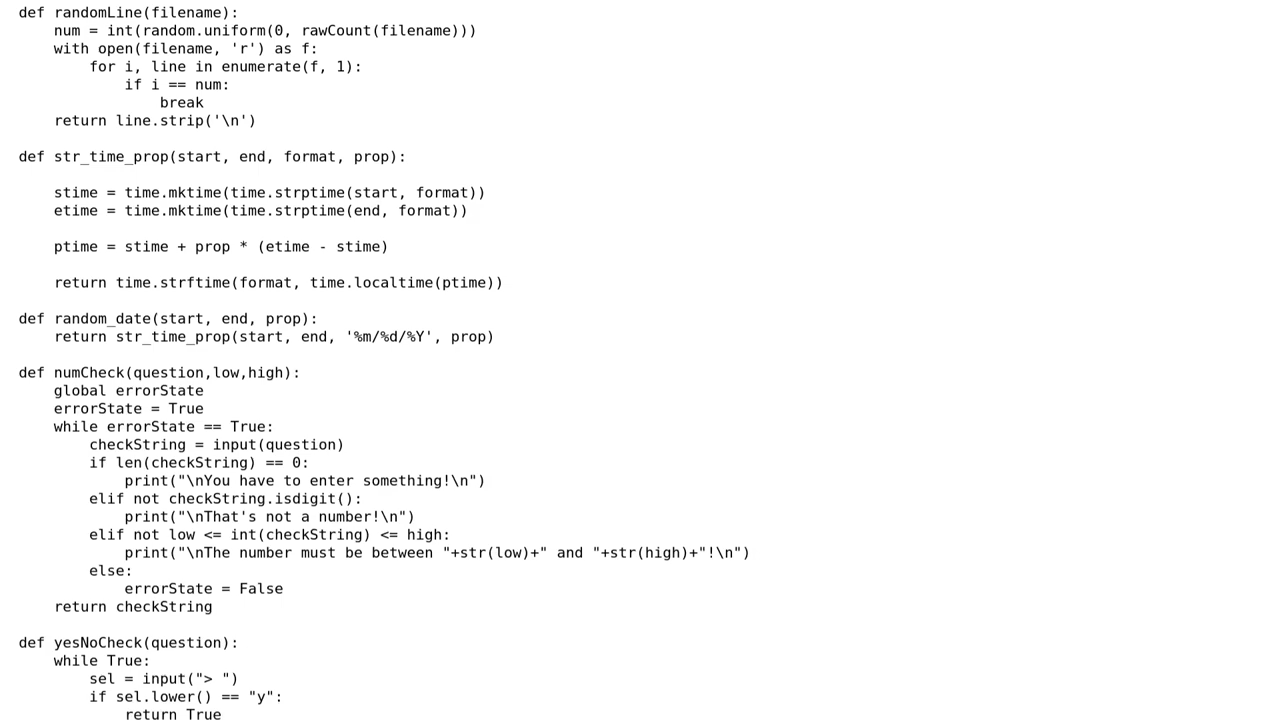 def randomLine(filename):
    num = int(random.uniform(0, rawCount(filename)))
    with open(filename, 'r') as f:
        for i, line in enumerate(f, 1):
            if i == num:
                break
    return line.strip('\n')

def str_time_prop(start, end, format, prop):

    stime = time.mktime(time.strptime(start, format))
    etime = time.mktime(time.strptime(end, format))

    ptime = stime + prop * (etime - stime)

    return time.strftime(format, time.localtime(ptime))

def random_date(start, end, prop):
    return str_time_prop(start, end, '%m/%d/%Y', prop)

def numCheck(question,low,high):
    global errorState
    errorState = True
    while errorState == True:
        checkString = input(question)
        if len(checkString) == 0:
            print("\nYou have to enter something!\n")
        elif not checkString.isdigit():
            print("\nThat's not a number!\n")
        elif not low <= int(checkString) <= high:
            print("\nThe number must be between "+str(low)+" and "+str(high)+"!\n")
        else:
            errorState = False
    return checkString

def yesNoCheck(question):
    while True:
        sel = input("> ")
        if sel.lower() == "y":
            return True